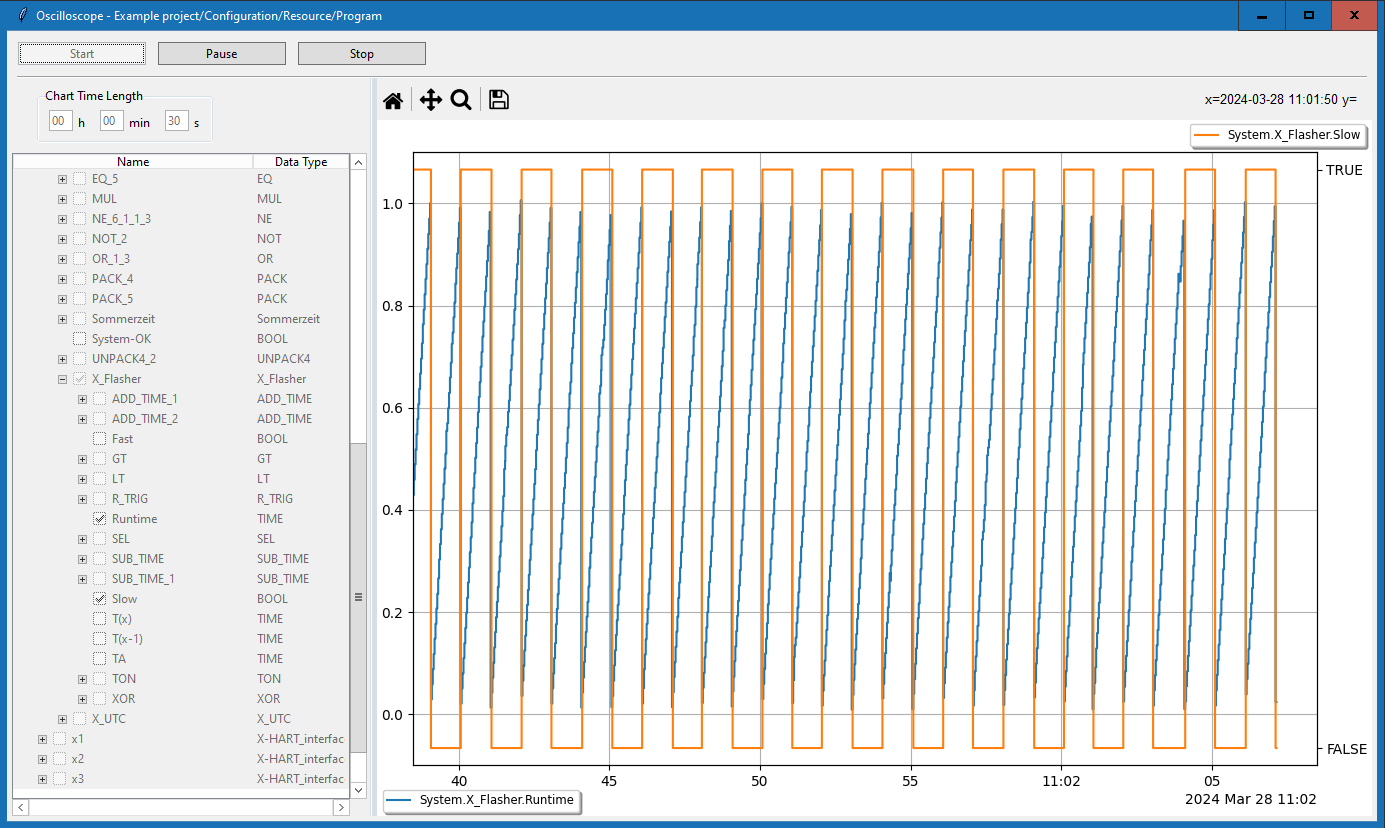 Oscilloscope - Example project/Configuration/Resource/Program
Start Pause Stop
Chart Time Length
00 h 00 min 30 s
x=2024-03-28 11:01:50 y=
Name Data Type
EQ_5 EQ
MUL MUL
NE_6_1_1_3 NE
NOT_2 NOT
OR_1_3 OR
PACK_4 PACK
PACK_5 PACK
Sommerzeit Sommerzeit
System-OK BOOL
UNPACK4_2 UNPACK4
X_Flasher X_Flasher
ADD_TIME_1 ADD_TIME
ADD_TIME_2 ADD_TIME
Fast BOOL
GT GT
LT LT
R_TRIG R_TRIG
Runtime TIME
SEL SEL
SUB_TIME SUB_TIME
SUB_TIME_1 SUB_TIME
Slow BOOL
T(x) TIME
T(x-1) TIME
TA TIME
TON TON
XOR XOR
X_UTC X_UTC
x1 X-HART_interfac
x2 X-HART_interfac
x3 X-HART_interfac
System.X_Flasher.Slow
TRUE
1.0
0.8
0.6
0.4
0.2
0.0
FALSE
40 45 50 55 11:02 05
2024 Mar 28 11:02
System.X_Flasher.Runtime